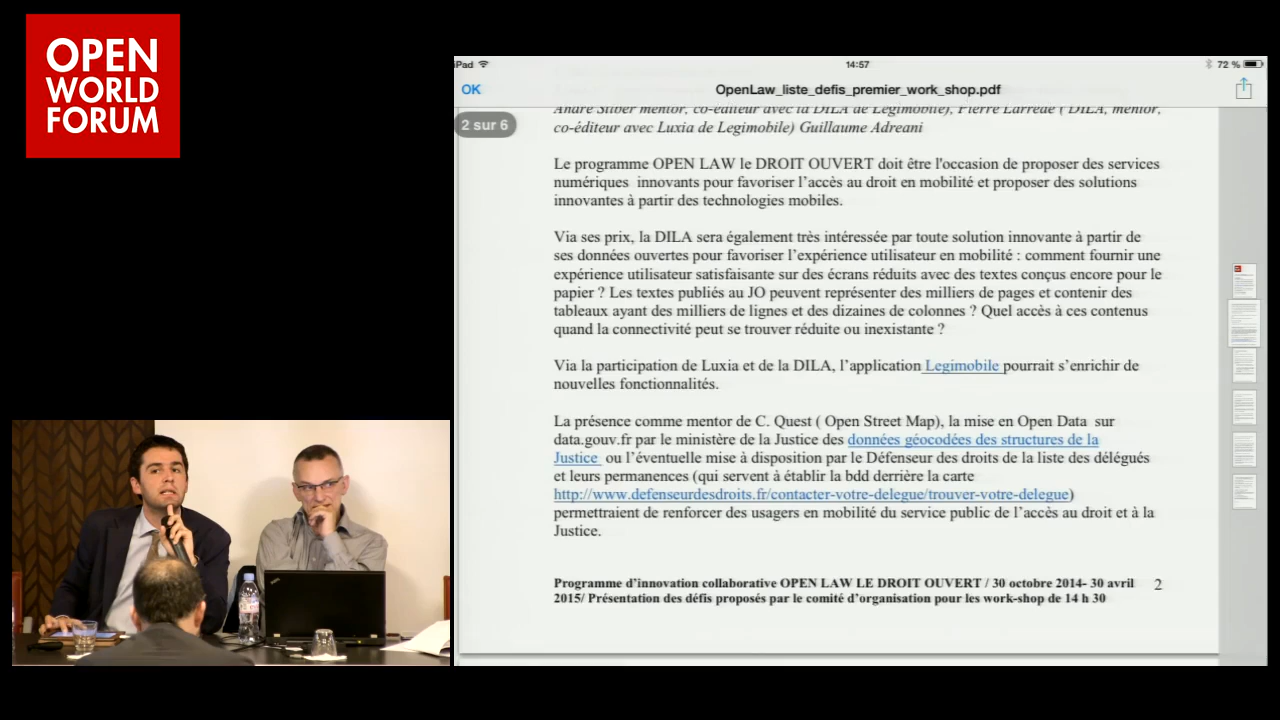 OPEN
WORLD
FORUM
iPad
14:57
72 %
OK
OpenLaw_liste_defis_premier_work_shop.pdf
2 sur 6
André Silber mentor, co-éditeur avec la DILA de Legimobile), Pierre Larrede ( DILA, mentor,
co-éditeur avec Luxia de Legimobile) Guillaume Adreani
Le programme OPEN LAW le DROIT OUVERT doit être l'occasion de proposer des services
numériques innovants pour favoriser l’accès au droit en mobilité et proposer des solutions
innovantes à partir des technologies mobiles.
Via ses prix, la DILA sera également très intéressée par toute solution innovante à partir de
ses données ouvertes pour favoriser l’expérience utilisateur en mobilité : comment fournir une
expérience utilisateur satisfaisante sur des écrans réduits avec des textes conçus encore pour le
papier ? Les textes publiés au JO peuvent représenter des milliers de pages et contenir des
tableaux ayant des milliers de lignes et des dizaines de colonnes ? Quel accès à ces contenus
quand la connectivité peut se trouver réduite ou inexistante ?
Via la participation de Luxia et de la DILA, l’application Legimobile pourrait s’enrichir de
nouvelles fonctionnalités.
La présence comme mentor de C. Quest ( Open Street Map), la mise en Open Data sur
data.gouv.fr par le ministère de la Justice des données géocodées des structures de la
Justice ou l’éventuelle mise à disposition par le Défenseur des droits de la liste des délégués
et leurs permanences (qui servent à établir la bdd derrière la carte
http://www.defenseurdesdroits.fr/contacter-votre-delegue/trouver-votre-delegue)
permettraient de renforcer des usagers en mobilité du service public de l’accès au droit et à la
Justice.
Programme d’innovation collaborative OPEN LAW LE DROIT OUVERT / 30 octobre 2014- 30 avril
2015/ Présentation des défis proposés par le comité d’organisation pour les work-shop de 14 h 30
2